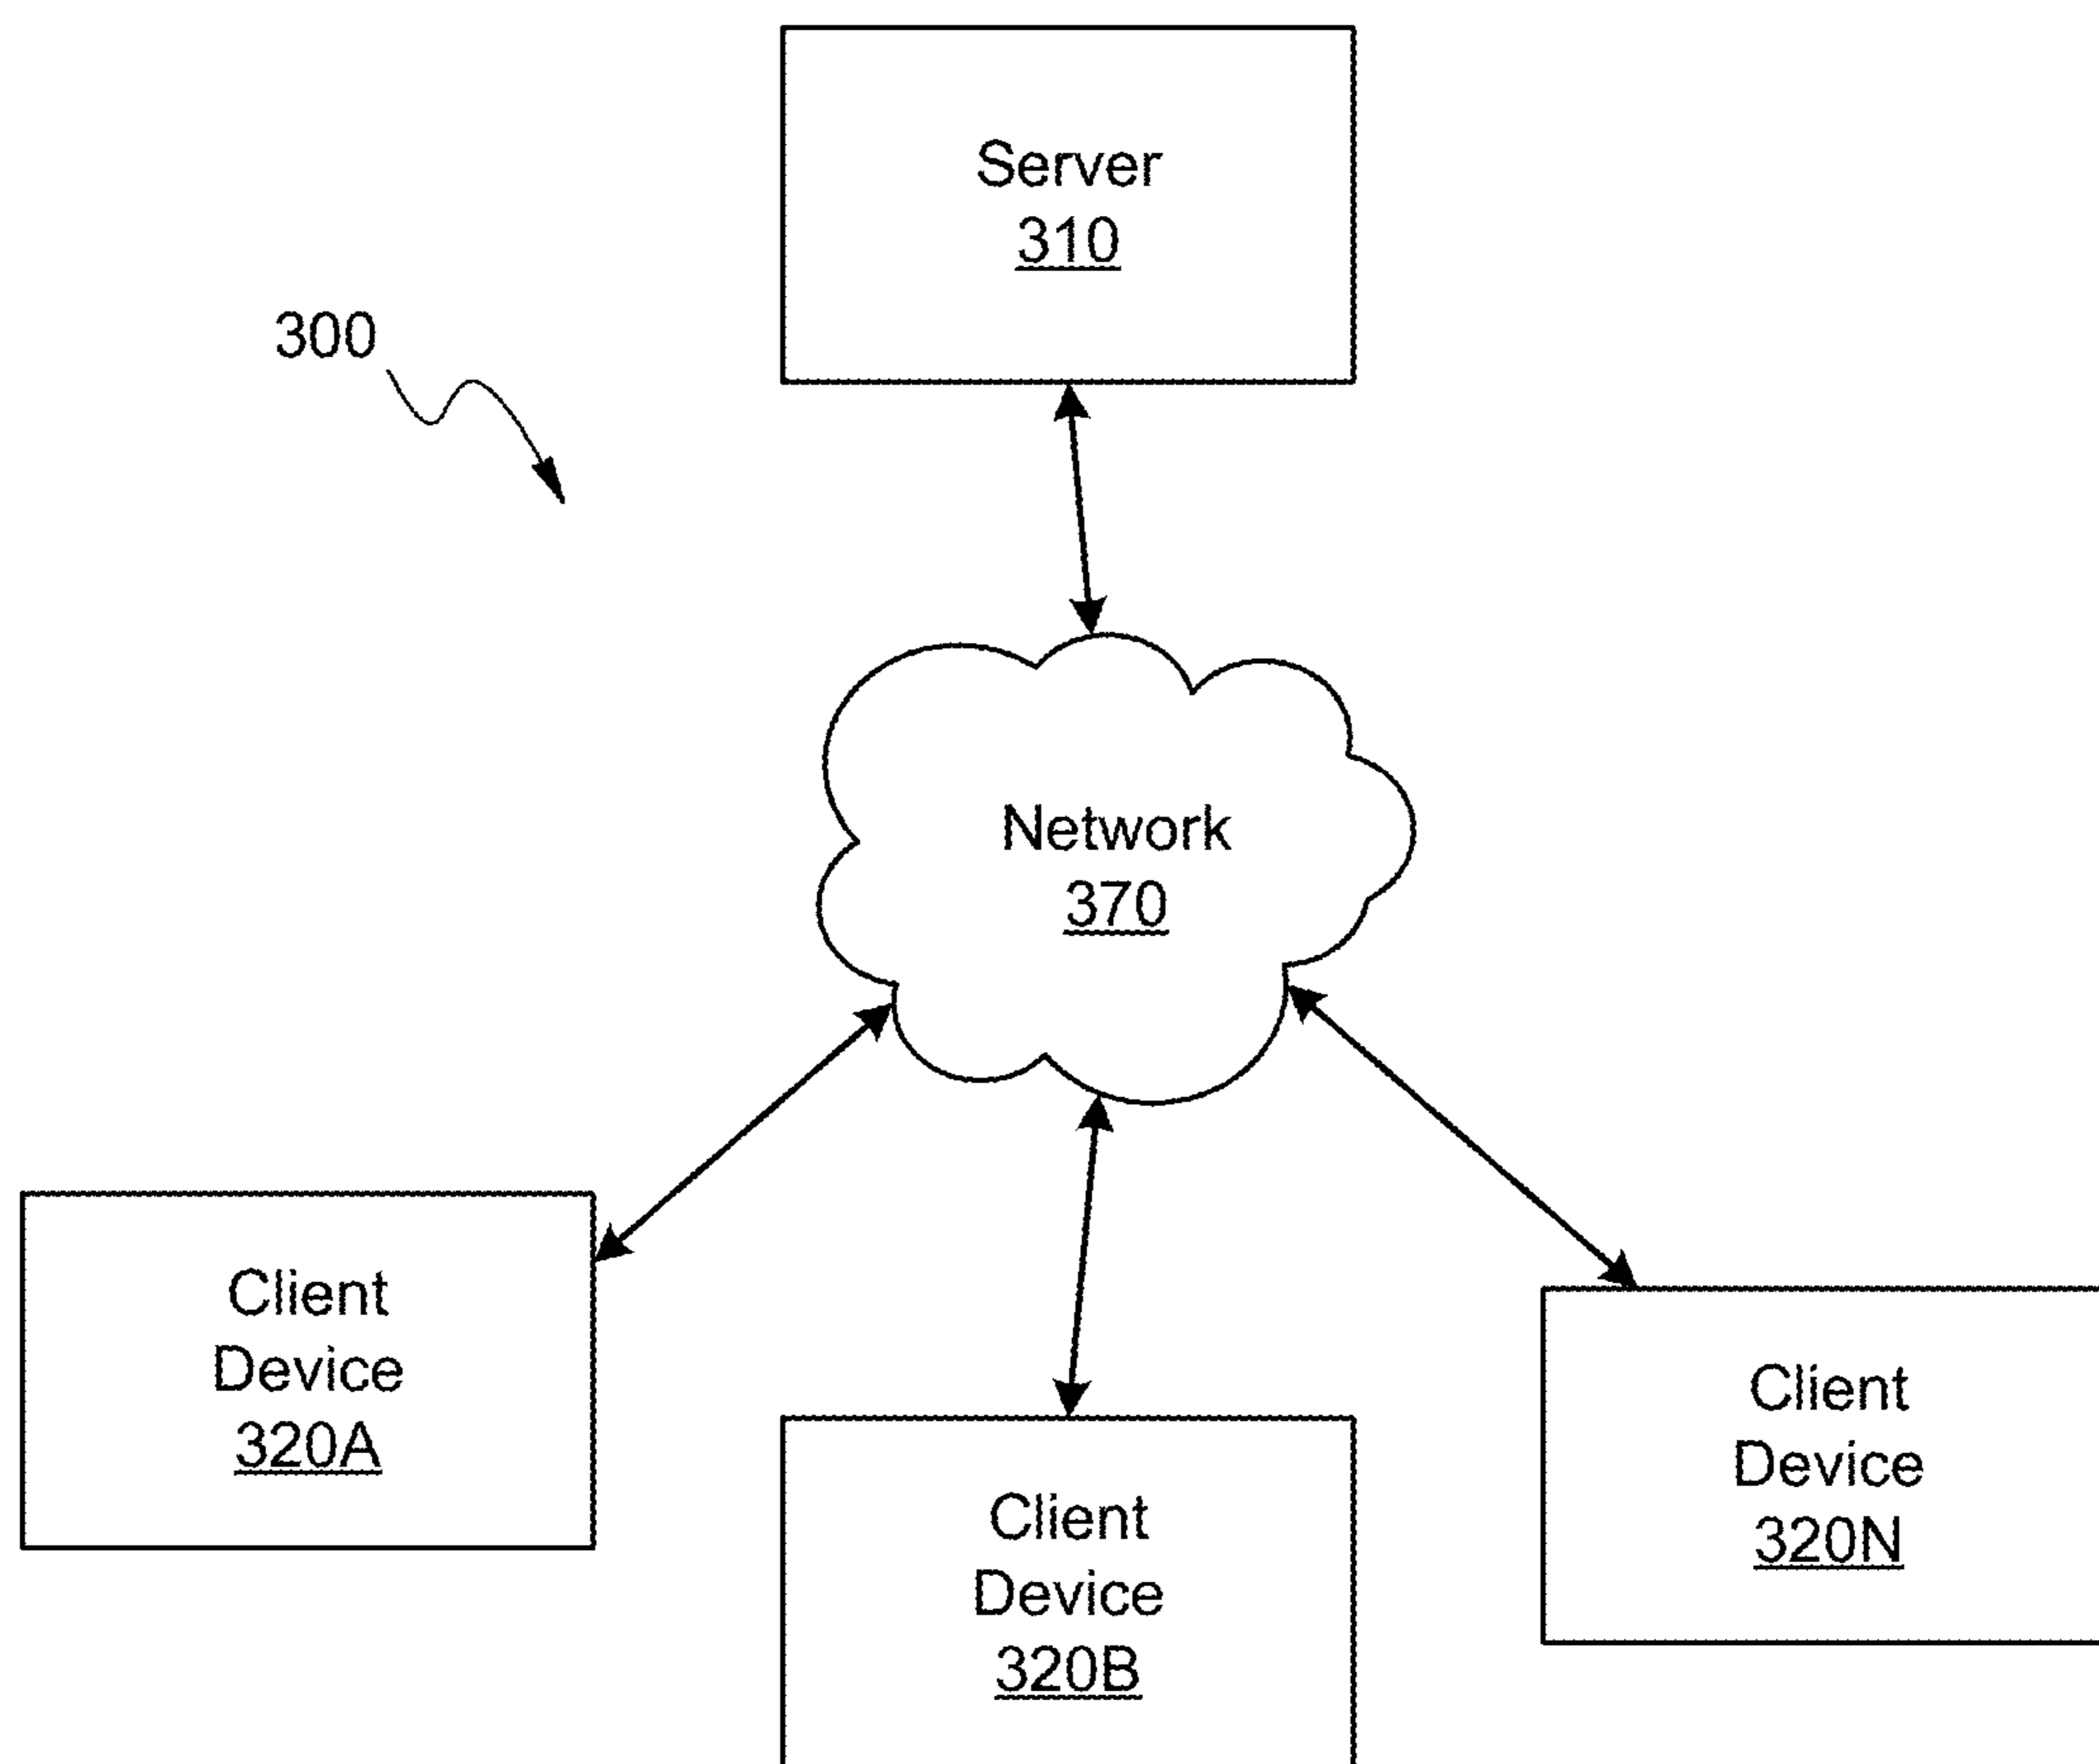 Server
310
300
Network
370
Client
Device
320A
Client
Device
320B
Client
Device
320N